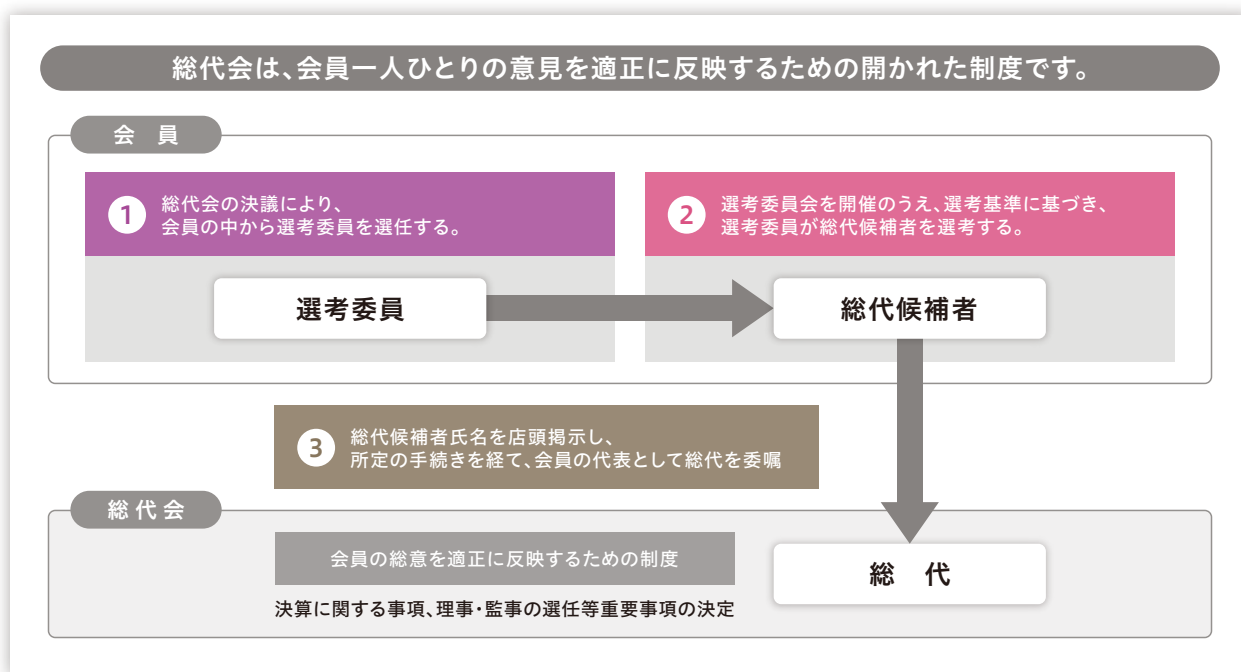 総代会は、会員一人ひとりの意見を適正に反映するための開かれた制度です。
会 員
1
総代会の決議により、
会員の中から選考委員を選任する。
選考委員
2
選考委員会を開催のうえ、選考基準に基づき、
選考委員が総代候補者を選考する。
総代候補者
3
総代候補者氏名を店頭掲示し、
所定の手続きを経て、会員の代表として総代を委嘱
総代会
会員の総意を適正に反映するための制度
決算に関する事項、理事・監事の選任等重要事項の決定
総 代